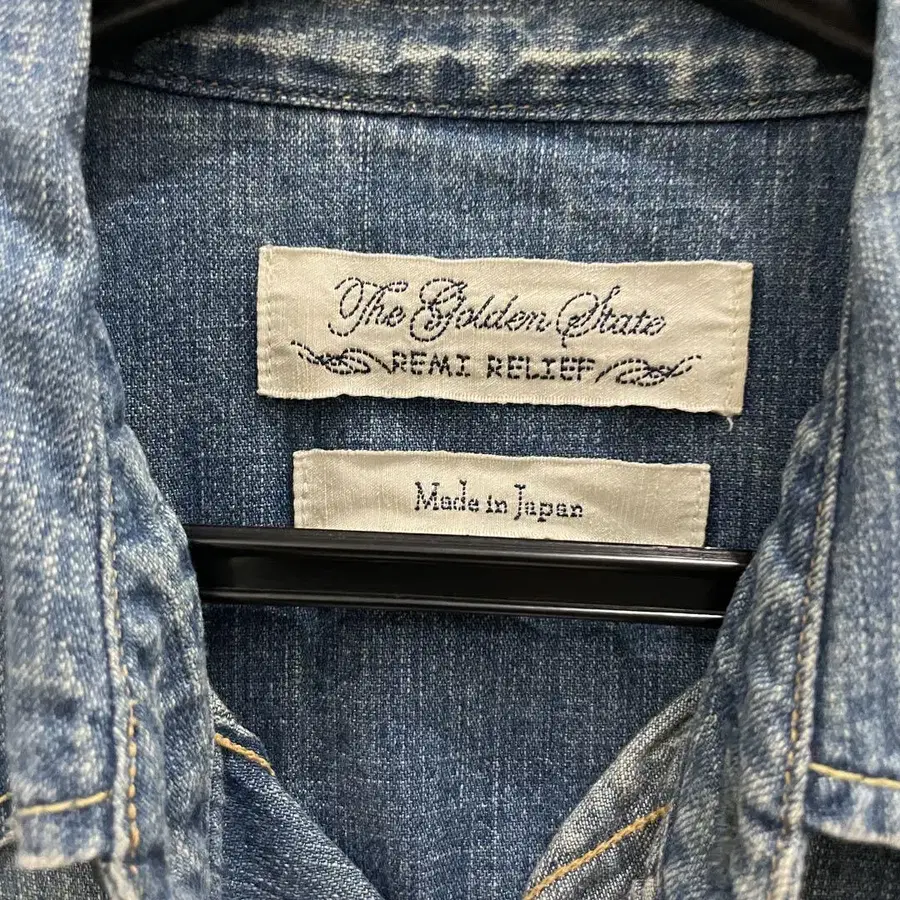 The Golden State
REMI RELIEF
Made in Japan